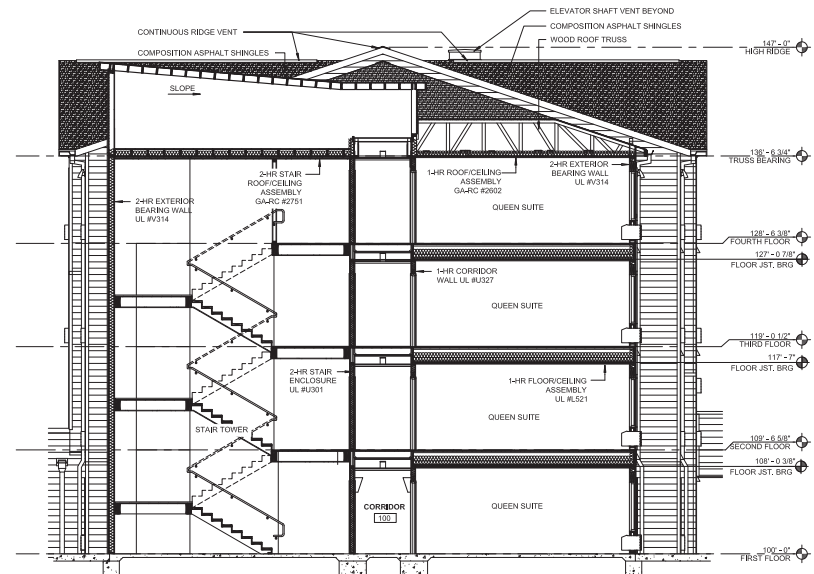 ELEVATOR SHAFT VENT BEYOND
CONTINUOUS RIDGE VENT
COMPOSITION ASPHALT SHINGLES
WOOD ROOF TRUSS
COMPOSITION ASPHALT SHINGLES
147' - 0"
HIGH RIDGE
SLOPE
136' - 6 3/4"
TRUSS BEARING
2-HR STAIR
ROOF/CEILING
ASSEMBLY
GA-RC #2751
1-HR ROOF/CEILING
ASSEMBLY
GA-RC #2602
2-HR EXTERIOR
BEARING WALL
UL #V314
2-HR EXTERIOR
BEARING WALL
UL #V314
QUEEN SUITE
128' - 6 3/8"
FOURTH FLOOR
127' - 0 7/8"
FLOOR JST. BRG
1-HR CORRIDOR
WALL UL #U327
QUEEN SUITE
119' - 0 1/2"
THIRD FLOOR
117' - 7"
FLOOR JST. BRG
2-HR STAIR
ENCLOSURE
UL #U301
1-HR FLOOR/CEILING
ASSEMBLY
UL #L521
QUEEN SUITE
STAIR TOWER
109' - 6 5/8"
SECOND FLOOR
108' - 0 3/8"
FLOOR JST. BRG
CORRIDOR
100
QUEEN SUITE
100' - 0"
FIRST FLOOR